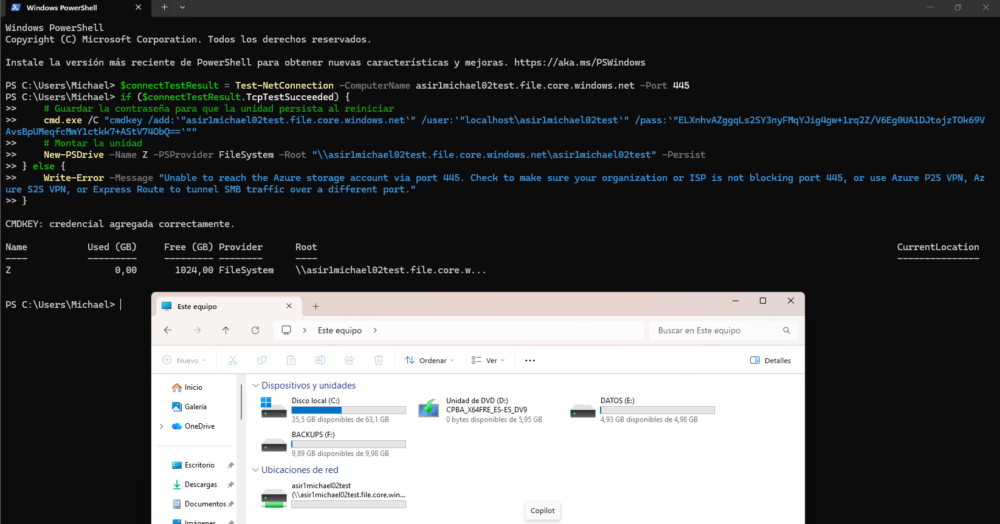 Windows PowerShell
Windows PowerShell
Copyright (C) Microsoft Corporation. Todos los derechos reservados.
Instale la versión más reciente de PowerShell para obtener nuevas características y mejoras. https://aka.ms/PSWindows
PS C:\Users\Michael> $connectTestResult = Test-NetConnection -ComputerName asir1michael02test.file.core.windows.net -Port 445
PS C:\Users\Michael> if ($connectTestResult.TcpTestSucceeded) {
>>     # Guardar la contraseña para que la unidad persista al reiniciar
>>     cmd.exe /C "cmdkey /add:`"asir1michael02test.file.core.windows.net`" /user:`"localhost\asir1michael02test`" /pass:`"ELXnhvAZggqLs2SY3nyFMqYJig4gw+1rq2Z/V6Eg0UA1DJtojzTOk69V
AvsBpUMeqfcMmY1ctkk7+AStV74ObQ==`""
>>     # Montar la unidad
>>     New-PSDrive -Name Z -PSProvider FileSystem -Root "\\asir1michael02test.file.core.windows.net\asir1michael02test" -Persist
>> } else {
>>     Write-Error -Message "Unable to reach the Azure storage account via port 445. Check to make sure your organization or ISP is not blocking port 445, or use Azure P2S VPN, Az
ure S2S VPN, or Express Route to tunnel SMB traffic over a different port."
>> }
CMDKEY: credencial agregada correctamente.
Name Used (GB) Free (GB) Provider Root CurrentLocation
---- --------- --------- -------- ---- ---------------
Z 0,00 1024,00 FileSystem \\asir1michael02test.file.core.w...
PS C:\Users\Michael>
Este equipo
Este equipo
Buscar en Este equipo
Nuevo
Ordenar
Ver
Detalles
Inicio
Galería
OneDrive
Escritorio
Descargas
Documentos
Imágenes
Dispositivos y unidades
Disco local (C:)
35,5 GB disponibles de 63,1 GB
Unidad de DVD (D:)
CPBA_X64FRE_ES-ES_DV9
0 bytes disponibles de 5,95 GB
DATOS (E:)
4,93 GB disponibles de 4,98 GB
BACKUPS (F:)
9,89 GB disponibles de 9,98 GB
Ubicaciones de red
asir1michael02test
(\\asir1michael02test.file.core.win...
Copilot